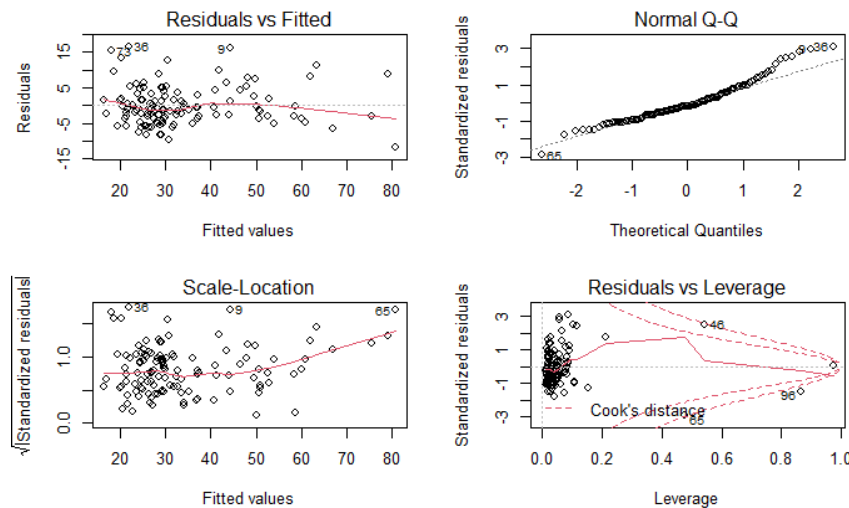 Residuals vs Fitted
Residuals
15
5
-5
-15
73
36
9
20 30 40 50 60 70 80
Fitted values
Normal Q-Q
Standardized residuals
3
1
-1
-3
65
9
36
-2 -1 0 1 2
Theoretical Quantiles
Scale-Location
√|Standardized residuals|
1.0
0.0
36
9
65
20 30 40 50 60 70 80
Fitted values
Residuals vs Leverage
Standardized residuals
3
1
-1
-3
46
96
65
Cook's distance
0.0 0.2 0.4 0.6 0.8 1.0
Leverage